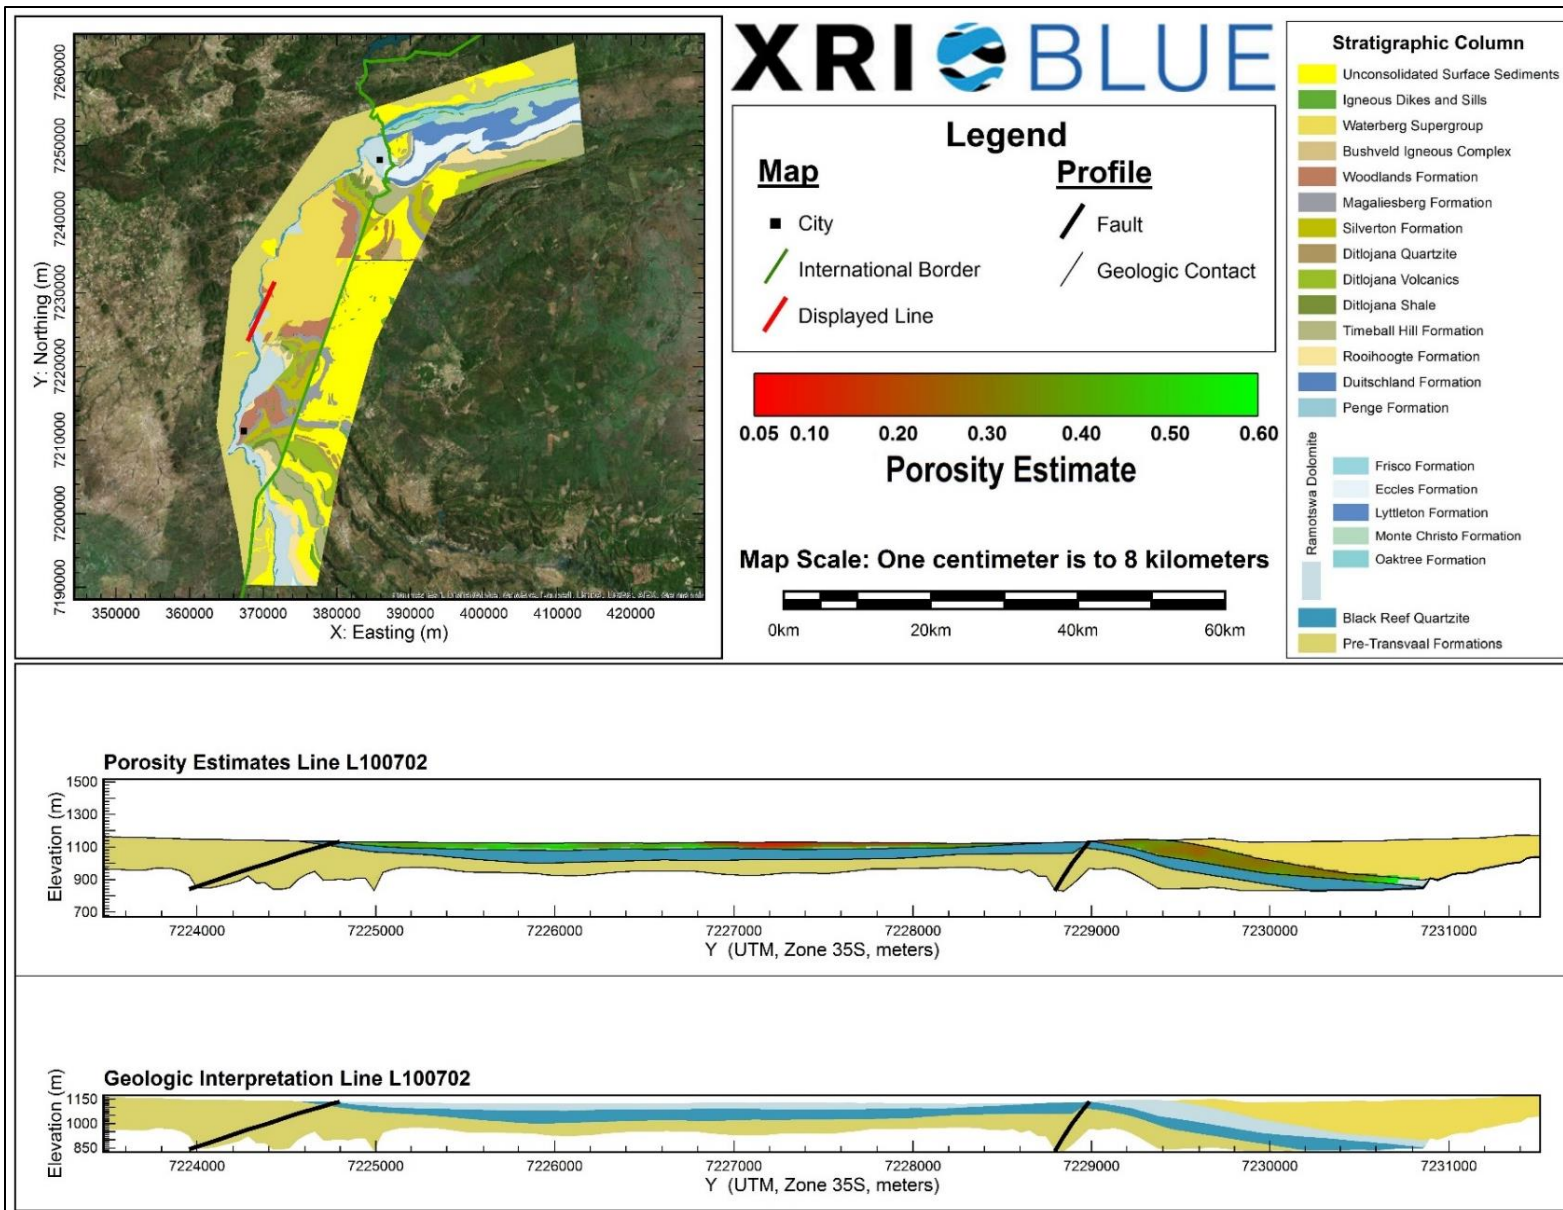 7260000
7250000
7240000
7230000
7220000
7210000
7200000
7190000
Y: Northing (m)
350000 360000 370000 380000 390000 400000 410000 420000
X: Easting (m)
XRI BLUE
Legend
Map
City
International Border
Displayed Line
Profile
Fault
Geologic Contact
0.05 0.10 0.20 0.30 0.40 0.50 0.60
Porosity Estimate
Map Scale: One centimeter is to 8 kilometers
0km 20km 40km 60km
Stratigraphic Column
Unconsolidated Surface Sediments
Igneous Dikes and Sills
Waterberg Supergroup
Bushveld Igneous Complex
Woodlands Formation
Magaliesberg Formation
Silverton Formation
Ditlojana Quartzite
Ditlojana Volcanics
Ditlojana Shale
Timeball Hill Formation
Rooihoogte Formation
Duitschland Formation
Penge Formation
Ramotswa Dolomite
Frisco Formation
Eccles Formation
Lyttleton Formation
Monte Christo Formation
Oaktree Formation
Black Reef Quartzite
Pre-Transvaal Formations
Porosity Estimates Line L100702
Elevation (m)
1500
1300
1100
900
700
7224000 7225000 7226000 7227000 7228000 7229000 7230000 7231000
Y (UTM, Zone 35S, meters)
Geologic Interpretation Line L100702
Elevation (m)
1150
1000
850
7224000 7225000 7226000 7227000 7228000 7229000 7230000 7231000
Y (UTM, Zone 35S, meters)